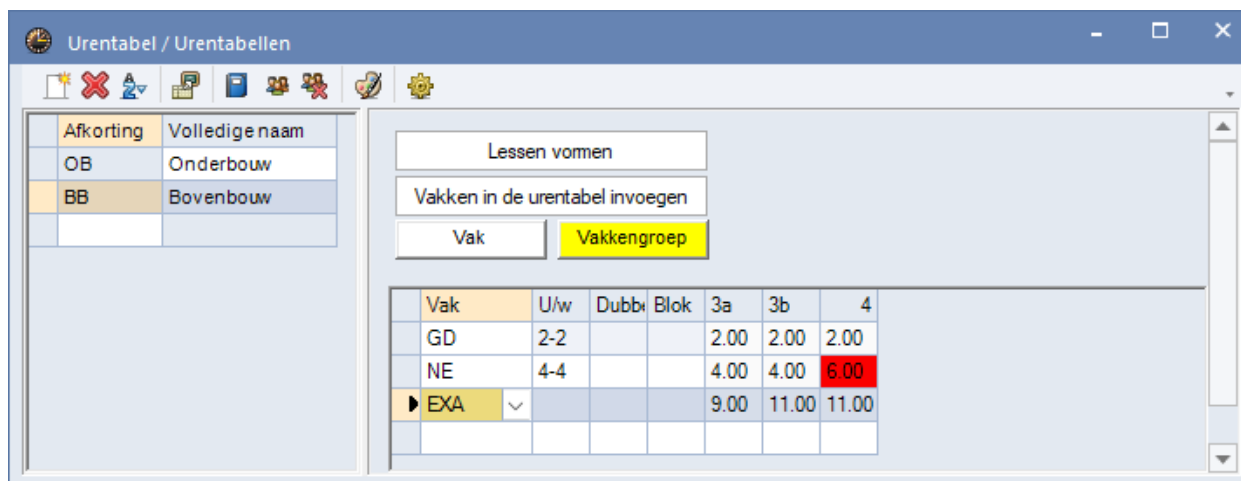 Urentabel / Urentabellen
Afkorting Volledige naam
OB Onderbouw
BB Bovenbouw
Lessen vormen
Vakken in de urentabel invoegen
Vak Vakkengroep
Vak U/w Dubb Blok 3a 3b 4
GD 2-2 2.00 2.00 2.00
NE 4-4 4.00 4.00 6.00
EXA 9.00 11.00 11.00